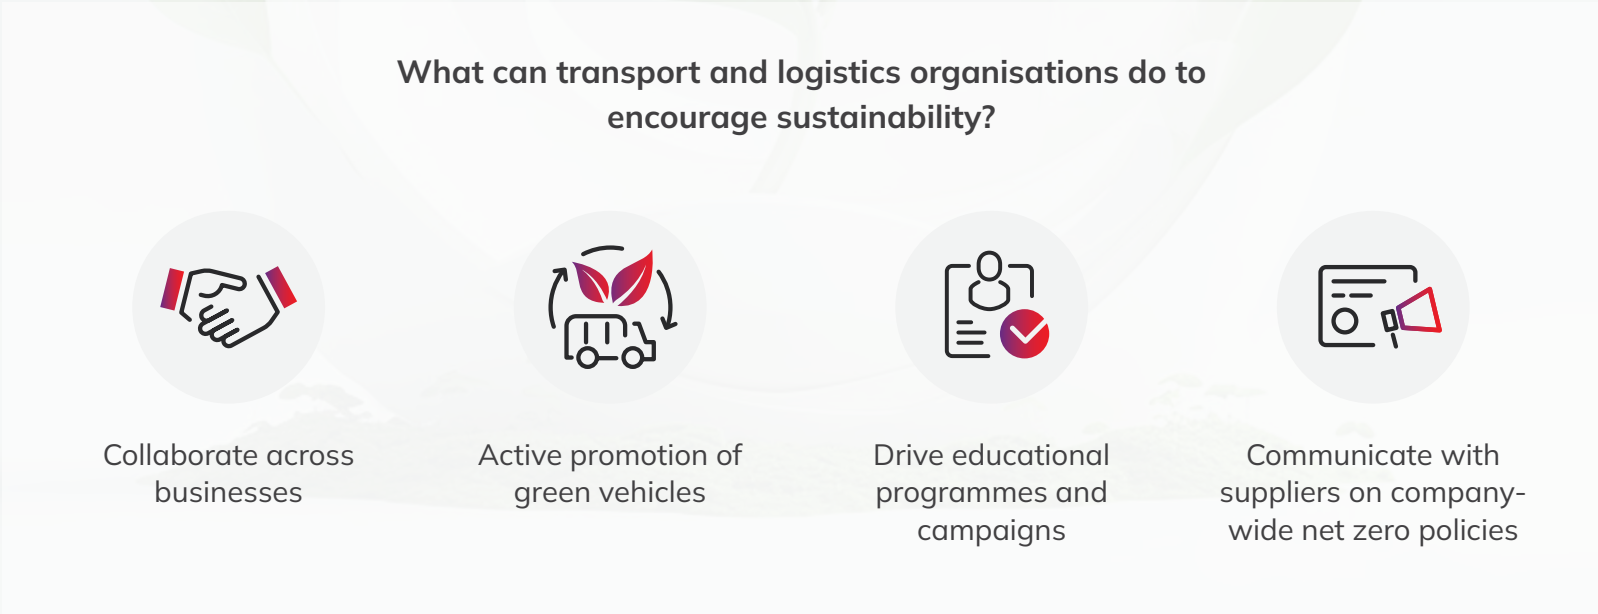 What can transport and logistics organisations do to
encourage sustainability?
Collaborate across
businesses
Active promotion of
green vehicles
Drive educational
programmes and
campaigns
Communicate with
suppliers on company-
wide net zero policies